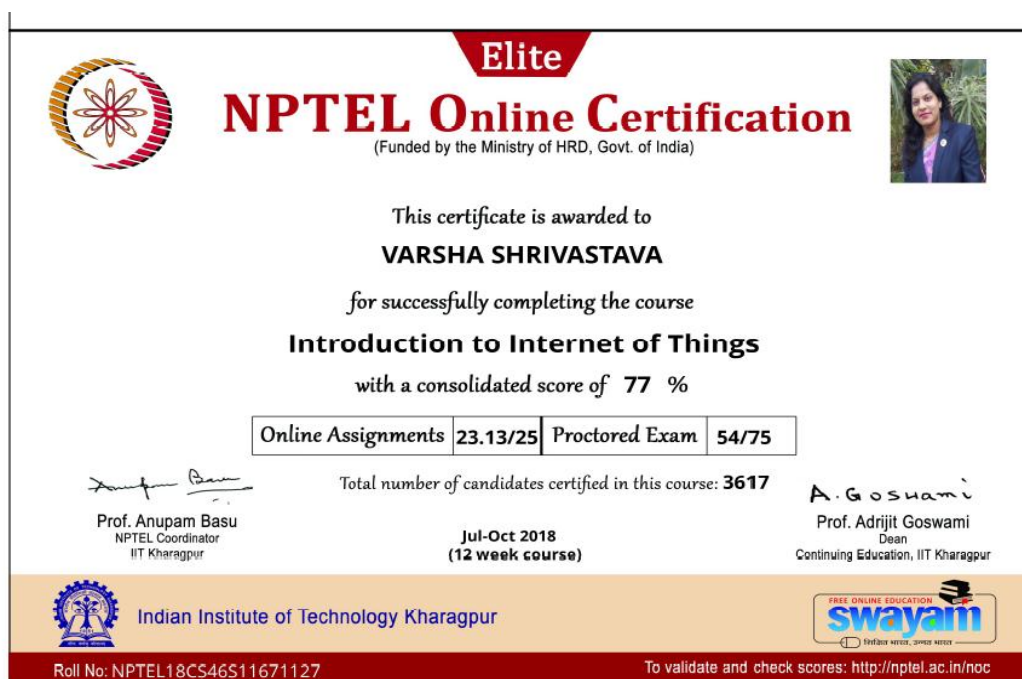 Elite
NPTEL Online Certification
(Funded by the Ministry of HRD, Govt. of India)
This certificate is awarded to
VARSHA SHRIVASTAVA
for successfully completing the course
Introduction to Internet of Things
with a consolidated score of 77 %
Online Assignments 23.13/25 Proctored Exam 54/75
Total number of candidates certified in this course: 3617
A. Goswami
Prof. Anupam Basu
NPTEL Coordinator
IIT Kharagpur
Jul-Oct 2018
(12 week course)
Prof. Adrijit Goswami
Dean
Continuing Education, IIT Kharagpur
Indian Institute of Technology Kharagpur
FREE ONLINE EDUCATION
swayam
शिक्षित भारत, उन्नत भारत
Roll No: NPTEL18CS46S11671127
To validate and check scores: http://nptel.ac.in/noc